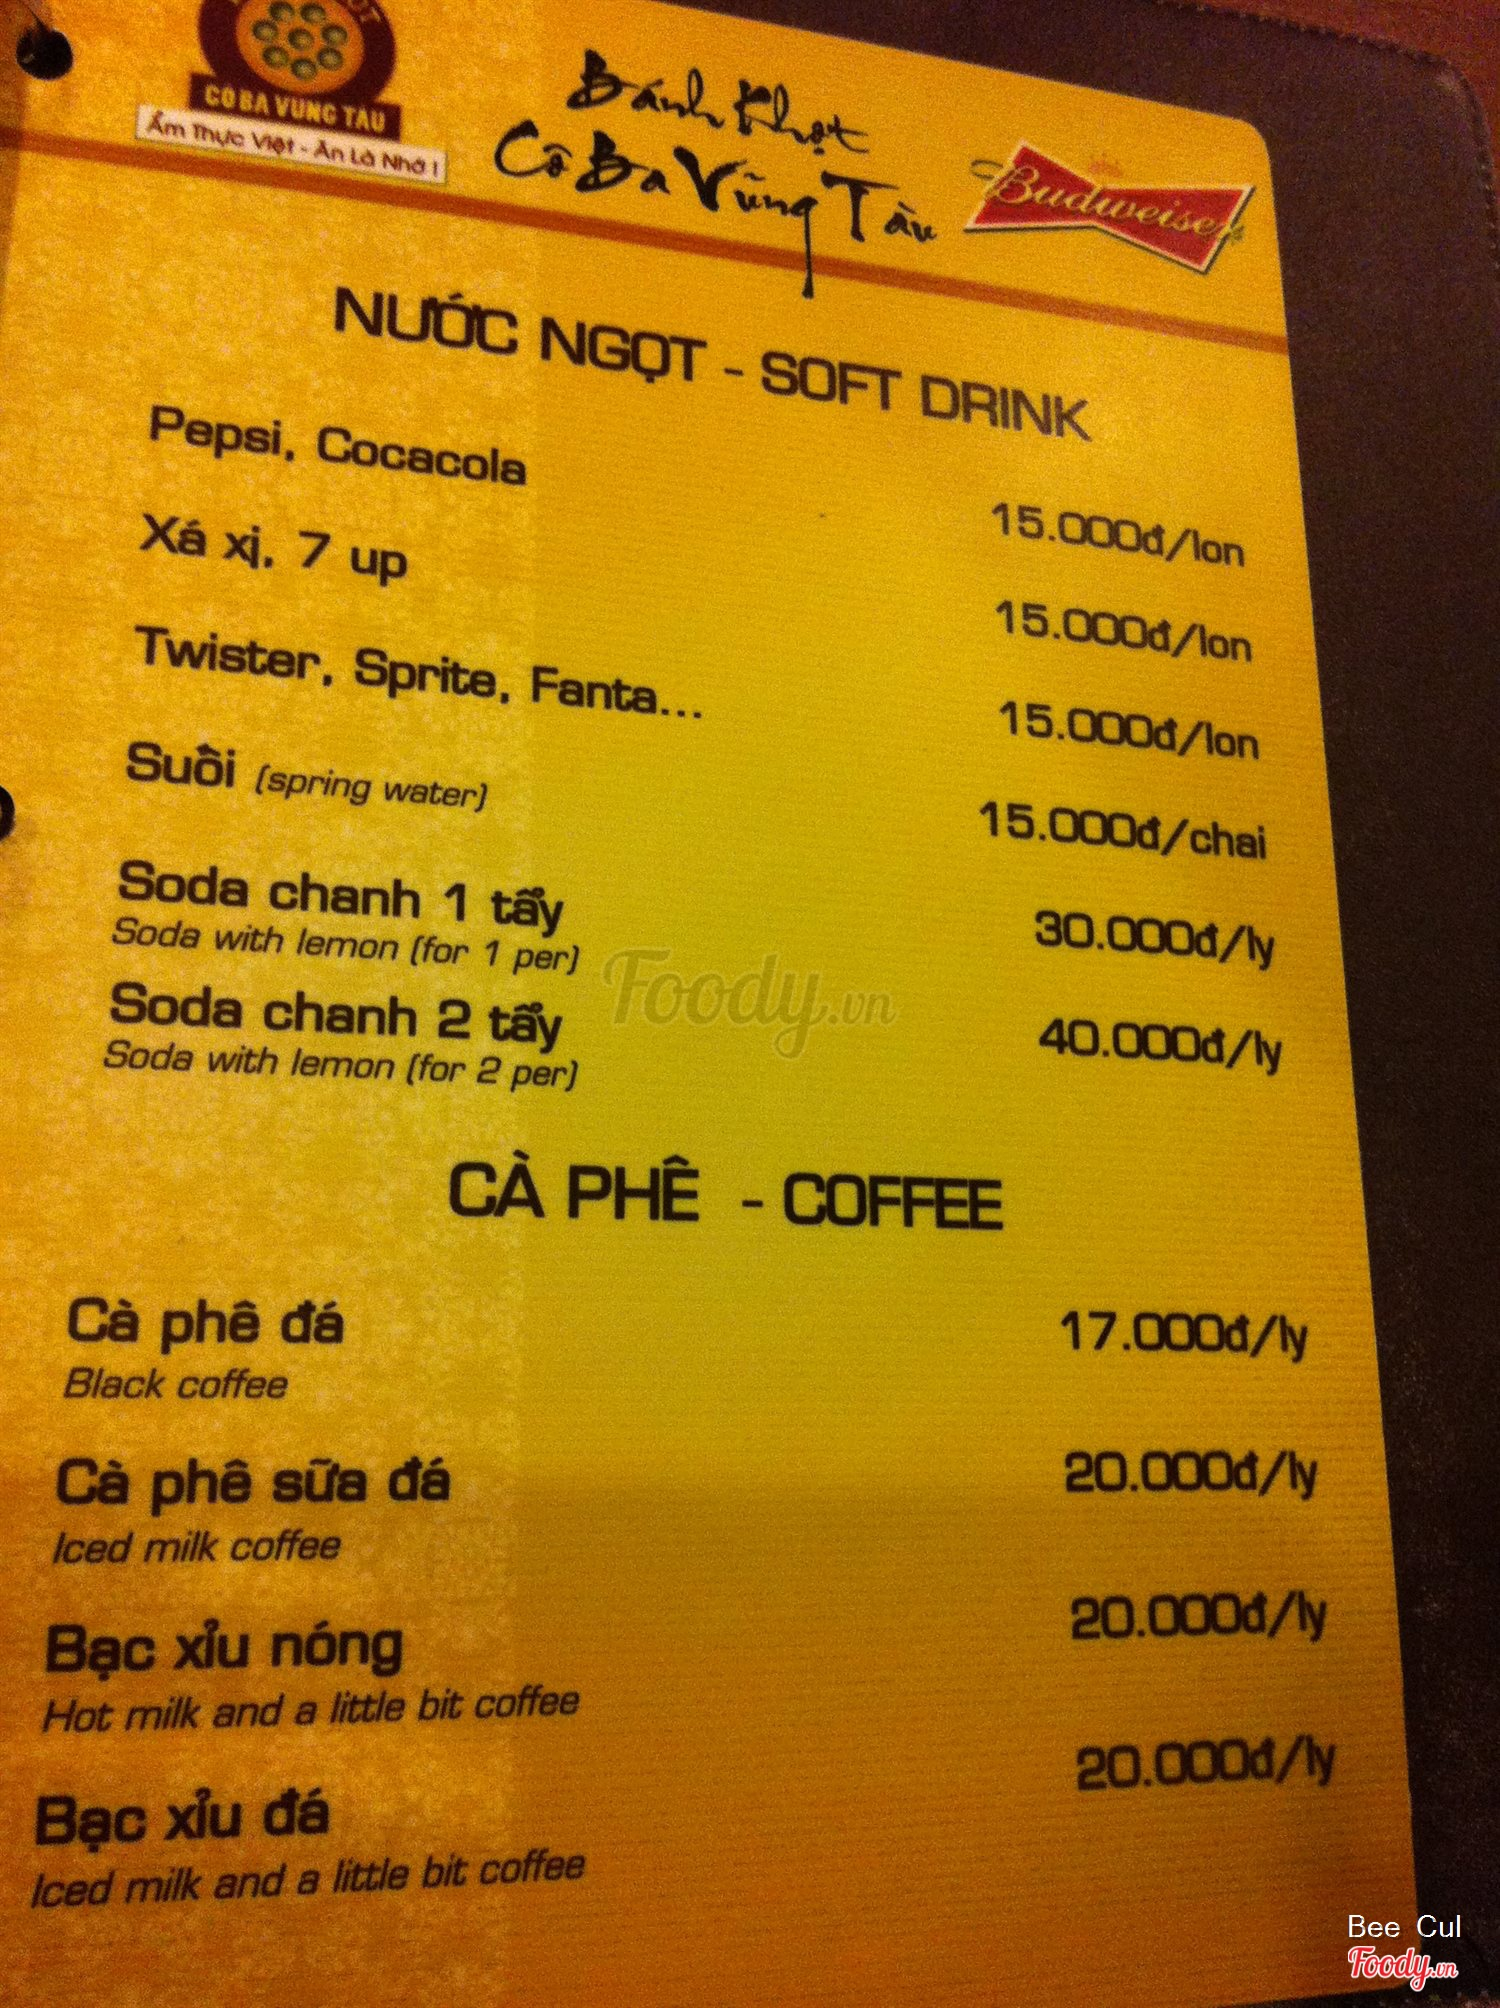 CÔ BA VŨNG TÀU
Ẩm Thực Việt - Ăn Là Nhớ !
Bánh Khọt
Cô Ba Vũng Tàu
Budweiser
NƯỚC NGỌT - SOFT DRINK
Pepsi, Cocacola 15.000đ/lon
Xá xị, 7 up 15.000đ/lon
Twister, Sprite, Fanta... 15.000đ/lon
Suối (spring water) 15.000đ/chai
Soda chanh 1 tẩy 30.000đ/ly
Soda with lemon (for 1 per)
Soda chanh 2 tẩy 40.000đ/ly
Soda with lemon (for 2 per)
Foody.vn
CÀ PHÊ - COFFEE
Cà phê đá 17.000đ/ly
Black coffee
Cà phê sữa đá 20.000đ/ly
Iced milk coffee
Bạc xỉu nóng 20.000đ/ly
Hot milk and a little bit coffee
Bạc xỉu đá 20.000đ/ly
Iced milk and a little bit coffee
Bee Cul
Foody.vn